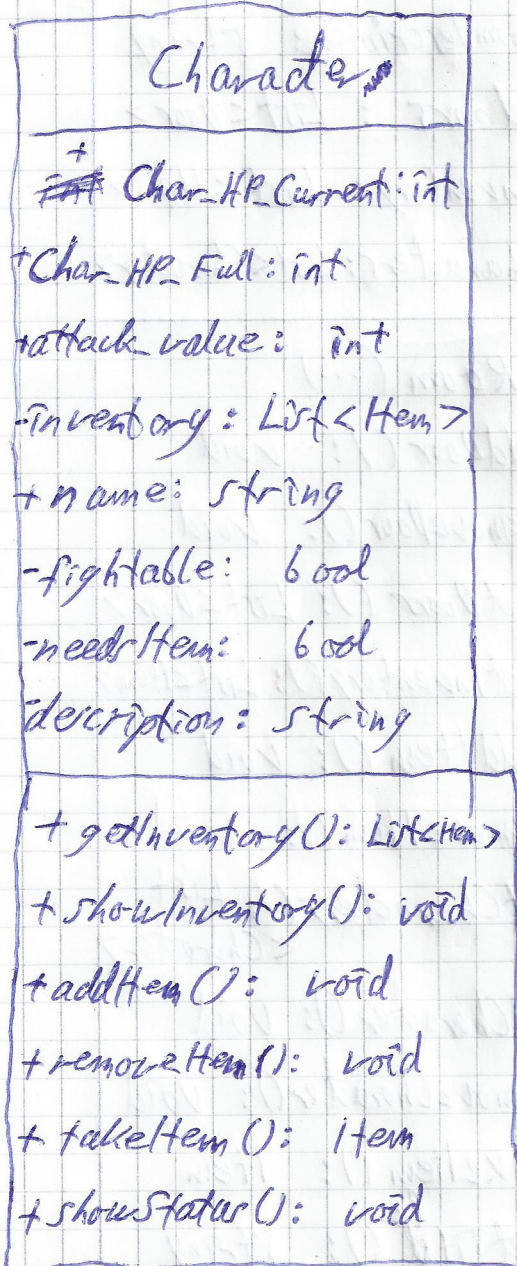 Character
+
Char_HP_Current: int
+Char_HP_Full: int
+attack_value: int
-inventory: List<Item>
+name: string
-fightable: bool
-needsItem: bool
-description: string
+getInventory(): List<Item>
+showInventory(): void
+addItem(): void
+removeItem(): void
+takeItem(): Item
+showStatus(): void